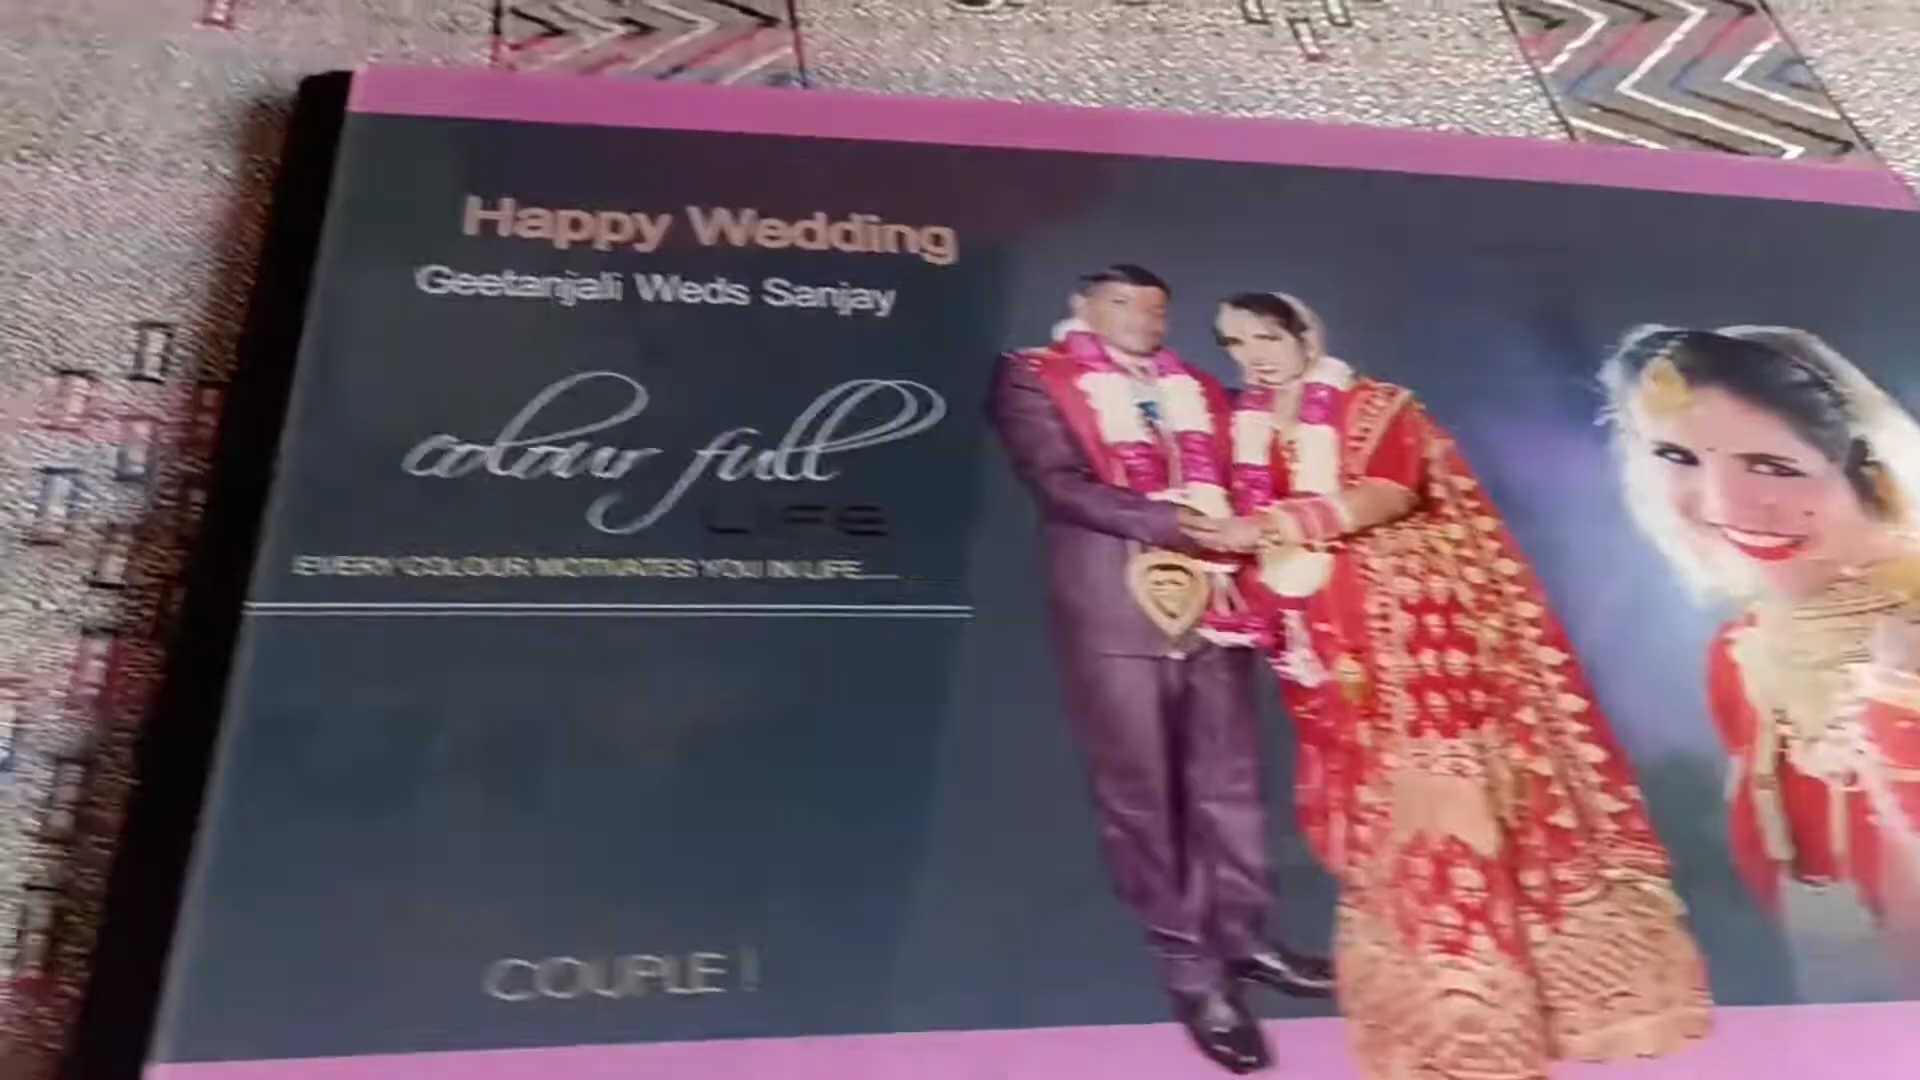 Happy Wedding
Geetanjali Weds Sanjay
colour full
LIFE
EVERY COLOUR MOTIVATES YOU IN LIFE.....
COUPLE !